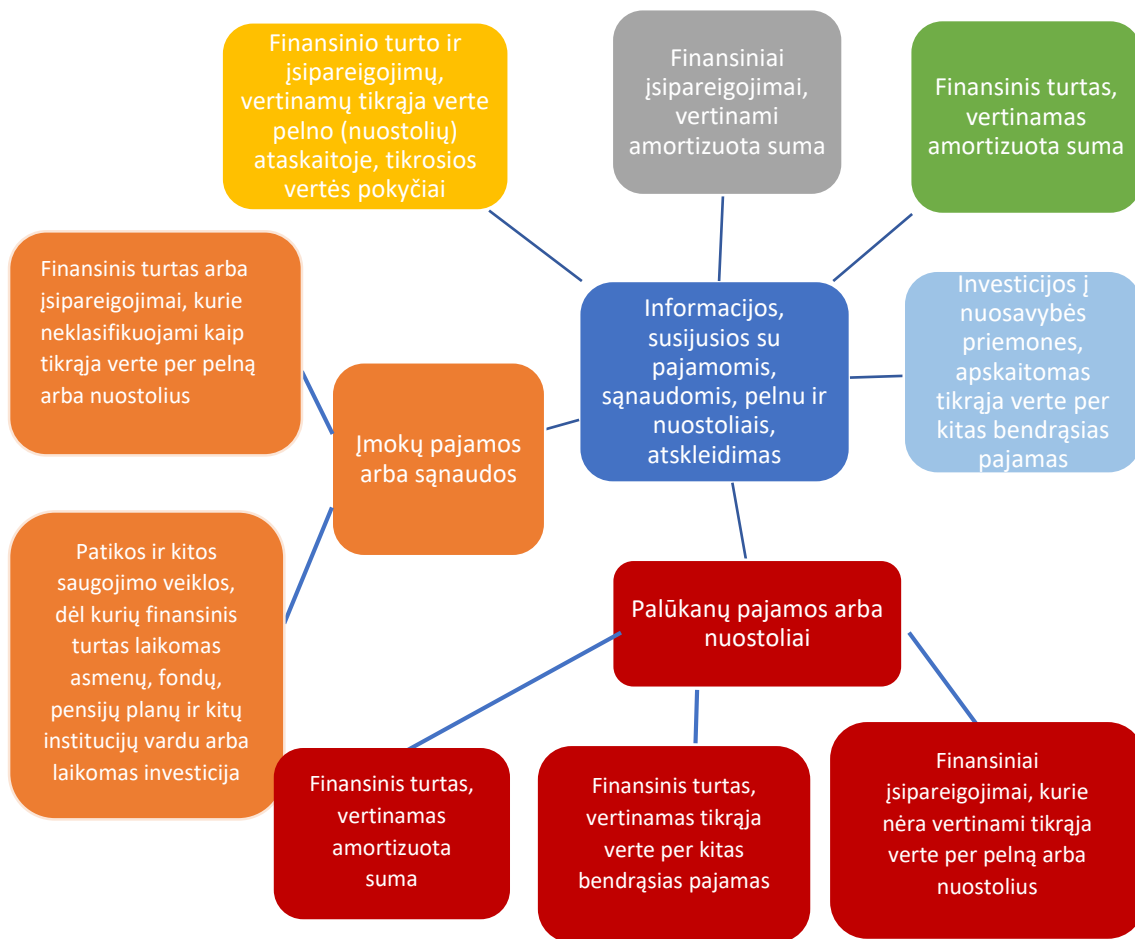 Finansinio turto ir
įsipareigojimų,
vertinamų tikrąja verte
pelno (nuostolių)
ataskaitoje, tikrosios
vertės pokyčiai
Finansiniai
įsipareigojimai,
vertinami
amortizuota suma
Finansinis turtas,
vertinamas
amortizuota suma
Finansinis turtas arba
įsipareigojimai, kurie
neklasifikuojami kaip
tikrąja verte per pelną
arba nuostolius
Informacijos,
susijusios su
pajamomis,
sąnaudomis, pelnu ir
nuostoliais,
atskleidimas
Investicijos į
nuosavybės
priemones,
apskaitomas
tikrąja verte per
kitas bendrąsias
pajamas
Įmokų pajamos
arba sąnaudos
Patikos ir kitos
saugojimo veiklos,
dėl kurių finansinis
turtas laikomas
asmenų, fondų,
pensijų planų ir kitų
institucijų vardu arba
laikomas investicija
Palūkanų pajamos arba
nuostoliai
Finansinis turtas,
vertinamas
amortizuota
suma
Finansinis turtas,
vertinamas tikrąja
verte per kitas
bendrąsias pajamas
Finansiniai
įsipareigojimai, kurie
nėra vertinami tikrąja
verte per pelną arba
nuostolius